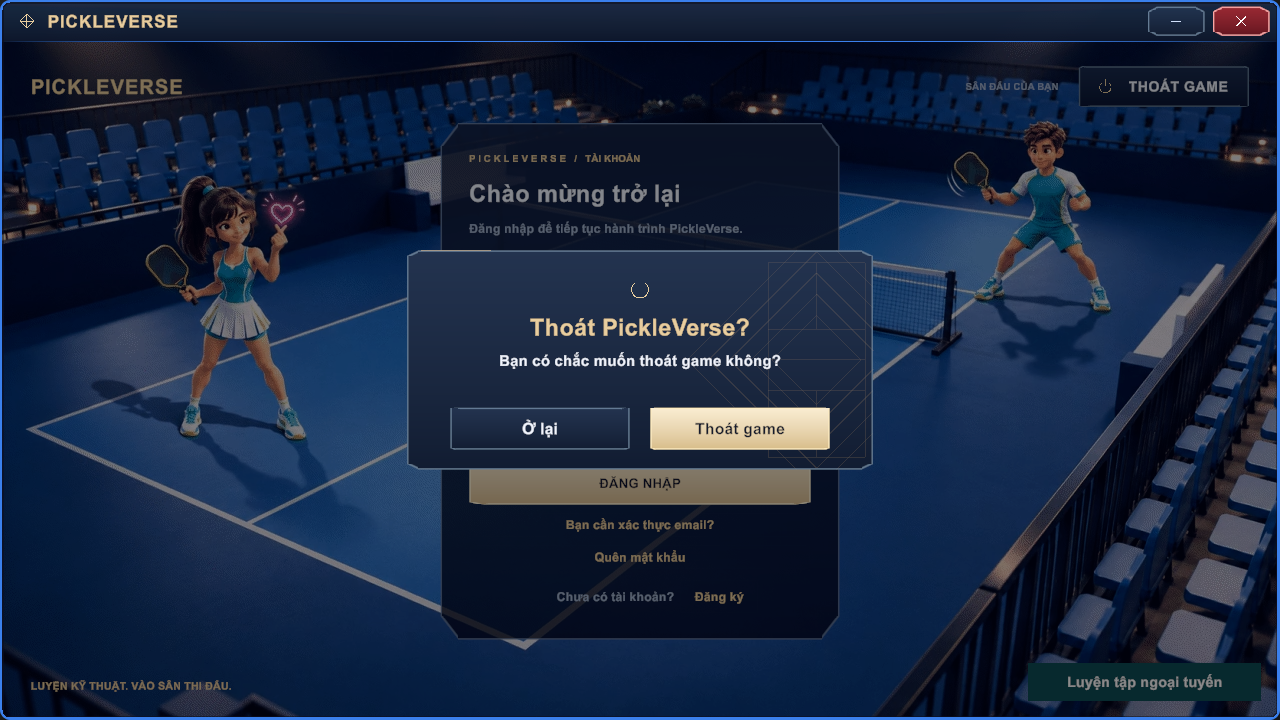 PICKLEVERSE
PICKLEVERSE
SÂN ĐẤU CỦA BẠN
THOÁT GAME
PICKLEVERSE / TÀI KHOẢN
Chào mừng trở lại
Đăng nhập để tiếp tục hành trình PickleVerse.
Thoát PickleVerse?
Bạn có chắc muốn thoát game không?
Ở lại
Thoát game
ĐĂNG NHẬP
Bạn cần xác thực email?
Quên mật khẩu
Chưa có tài khoản? Đăng ký
LUYỆN KỸ THUẬT. VÀO SÂN THI ĐẤU.
Luyện tập ngoại tuyến